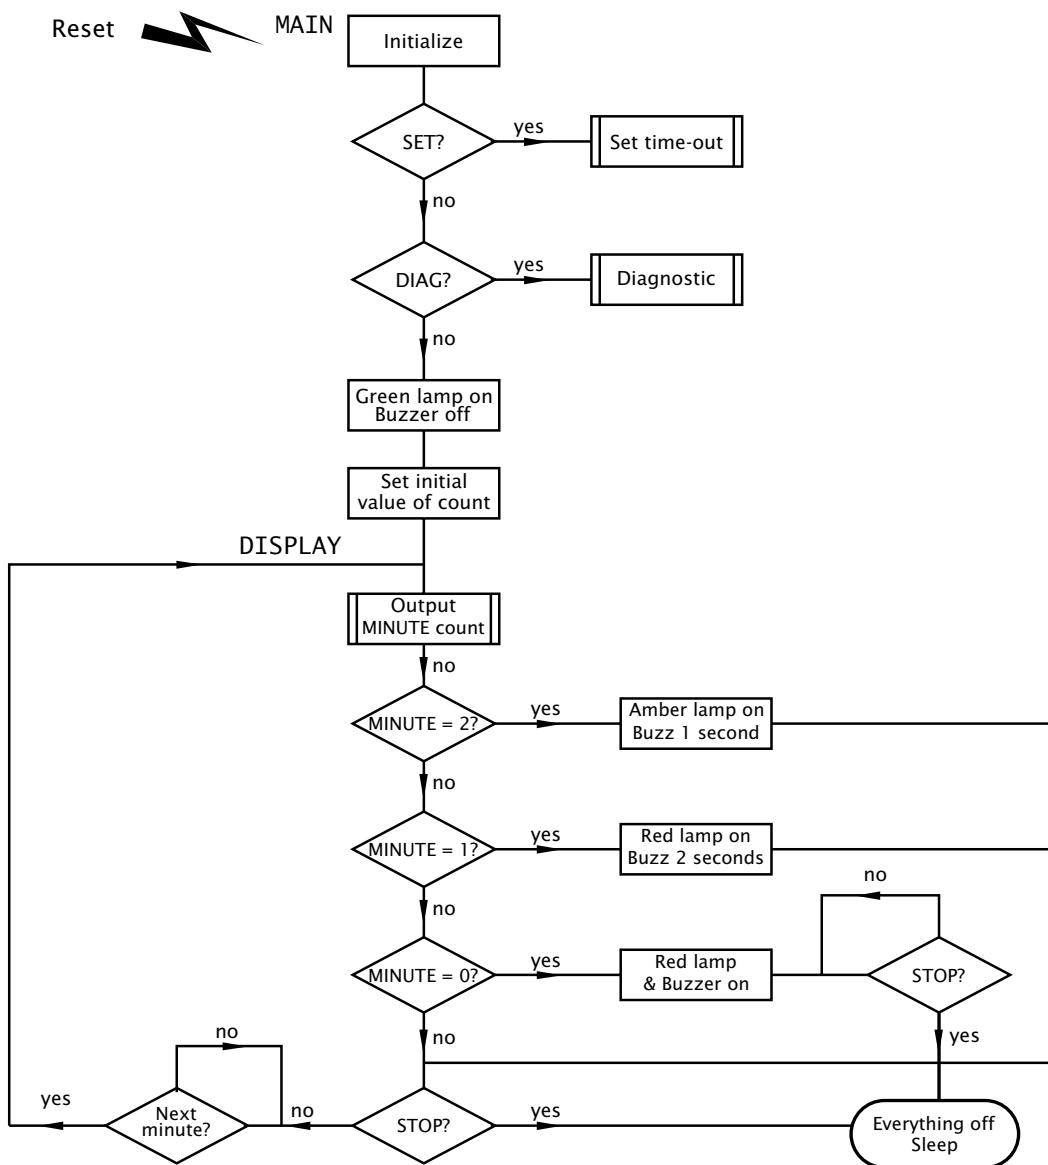 Reset
MAIN
Initialize
SET?
yes
Set time-out
no
DIAG?
yes
Diagnostic
no
Green lamp on
Buzzer off
Set initial
value of count
DISPLAY
Output
MINUTE count
no
MINUTE = 2?
yes
Amber lamp on
Buzz 1 second
no
MINUTE = 1?
yes
Red lamp on
Buzz 2 seconds
no
no
MINUTE = 0?
yes
Red lamp
& Buzzer on
STOP?
no
yes
no
yes
Next
minute?
no
STOP?
yes
Everything off
Sleep